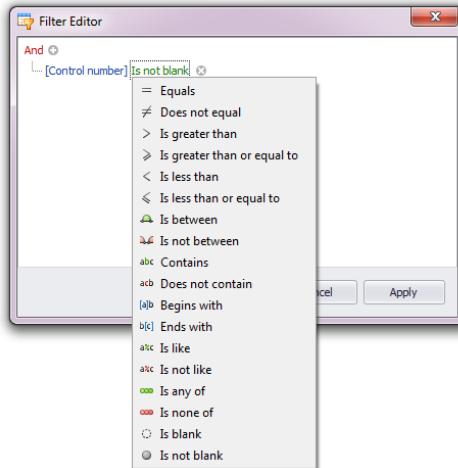 Filter Editor
And
[Control number] Is not blank
= Equals
≠ Does not equal
> Is greater than
⩾ Is greater than or equal to
< Is less than
⩽ Is less than or equal to
Is between
Is not between
abc Contains
acb Does not contain
[a]b Begins with
b[c] Ends with
a%c Is like
a%c Is not like
Is any of
Is none of
Is blank
Is not blank
cel
Apply